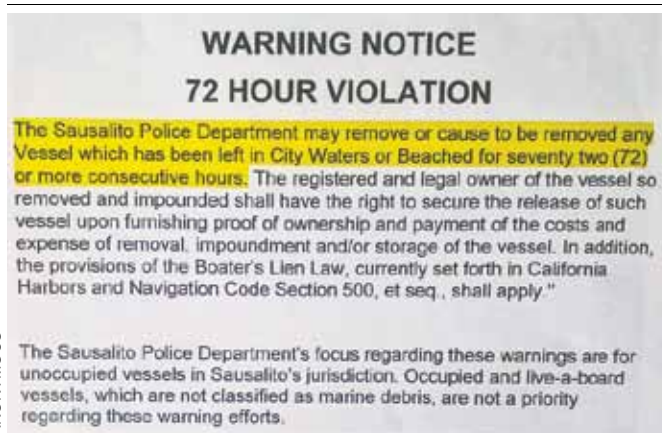 WARNING NOTICE
72 HOUR VIOLATION
The Sausalito Police Department may remove or cause to be removed any
Vessel which has been left in City Waters or Beached for seventy two (72)
or more consecutive hours. The registered and legal owner of the vessel so
removed and impounded shall have the right to secure the release of such
vessel upon furnishing proof of ownership and payment of the costs and
expense of removal, impoundment and/or storage of the vessel. In addition,
the provisions of the Boater's Lien Law, currently set forth in California
Harbors and Navigation Code Section 500, et seq., shall apply."
The Sausalito Police Department's focus regarding these warnings are for
unoccupied vessels in Sausalito's jurisdiction. Occupied and live-a-board
vessels, which are not classified as marine debris, are not a priority
regarding these warning efforts.